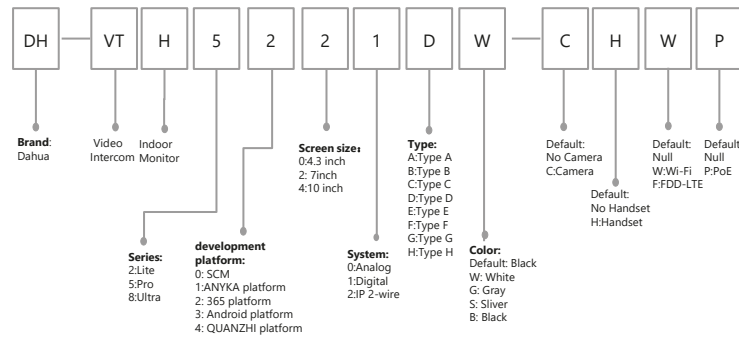 DH VT H 5 2 2 1 D W C H W P
Brand:
Dahua
Video
Intercom
Indoor
Monitor
Series:
2:Lite
5:Pro
8:Ultra
development
platform:
0: SCM
1:ANYKA platform
2: 365 platform
3: Android platform
4: QUANZHI platform
Screen size:
0:4.3 inch
2: 7inch
4:10 inch
System:
0:Analog
1:Digital
2:IP 2-wire
Type:
A:Type A
B:Type B
C:Type C
D:Type D
E:Type E
F:Type F
G:Type G
H:Type H
Color:
Default: Black
W: White
G: Gray
S: Sliver
B: Black
Default:
No Camera
C:Camera
Default:
No Handset
H:Handset
Default:
Null
W:Wi-Fi
F:FDD-LTE
Default
Null
P:PoE